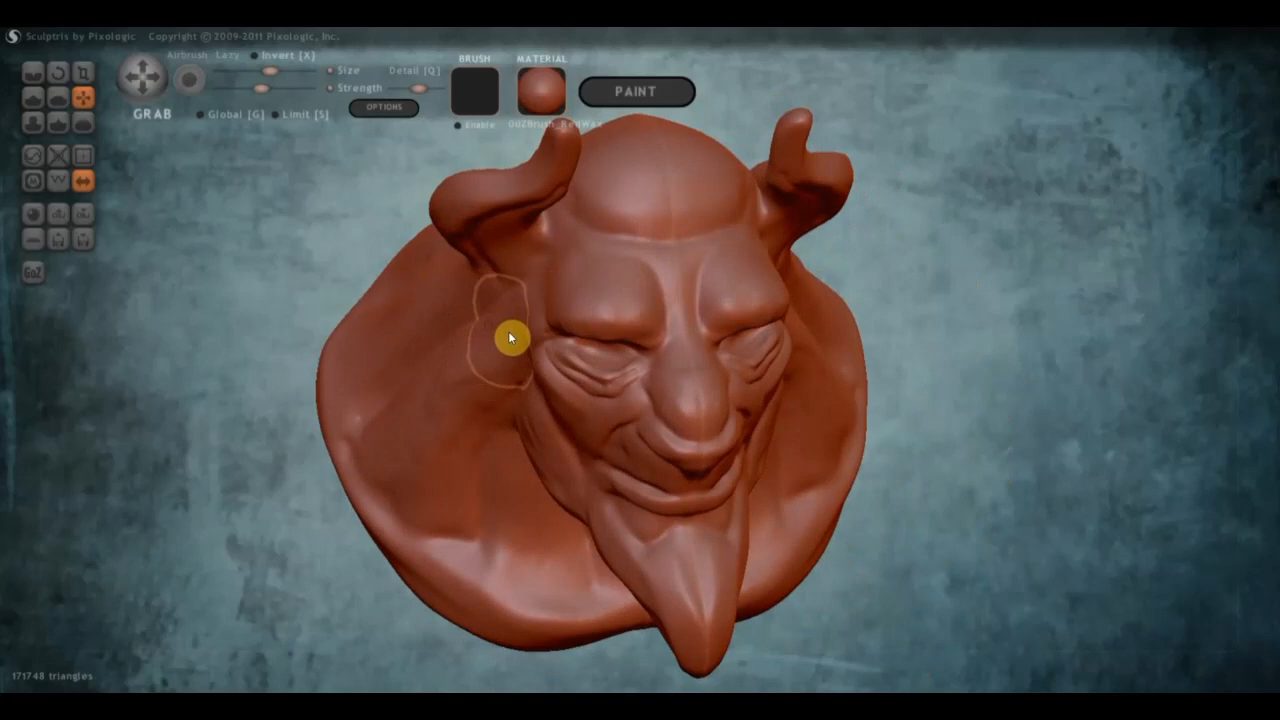 Sculptris by Pixologic Copyright © 2009-2011 Pixologic, Inc.
Airbrush Lazy Invert [X]
Size Detail [Q]
Strength
OPTIONS
GRAB Global [G] Limit [S]
BRUSH
Enable
MATERIAL
PAINT
GoZ
171748 triangles